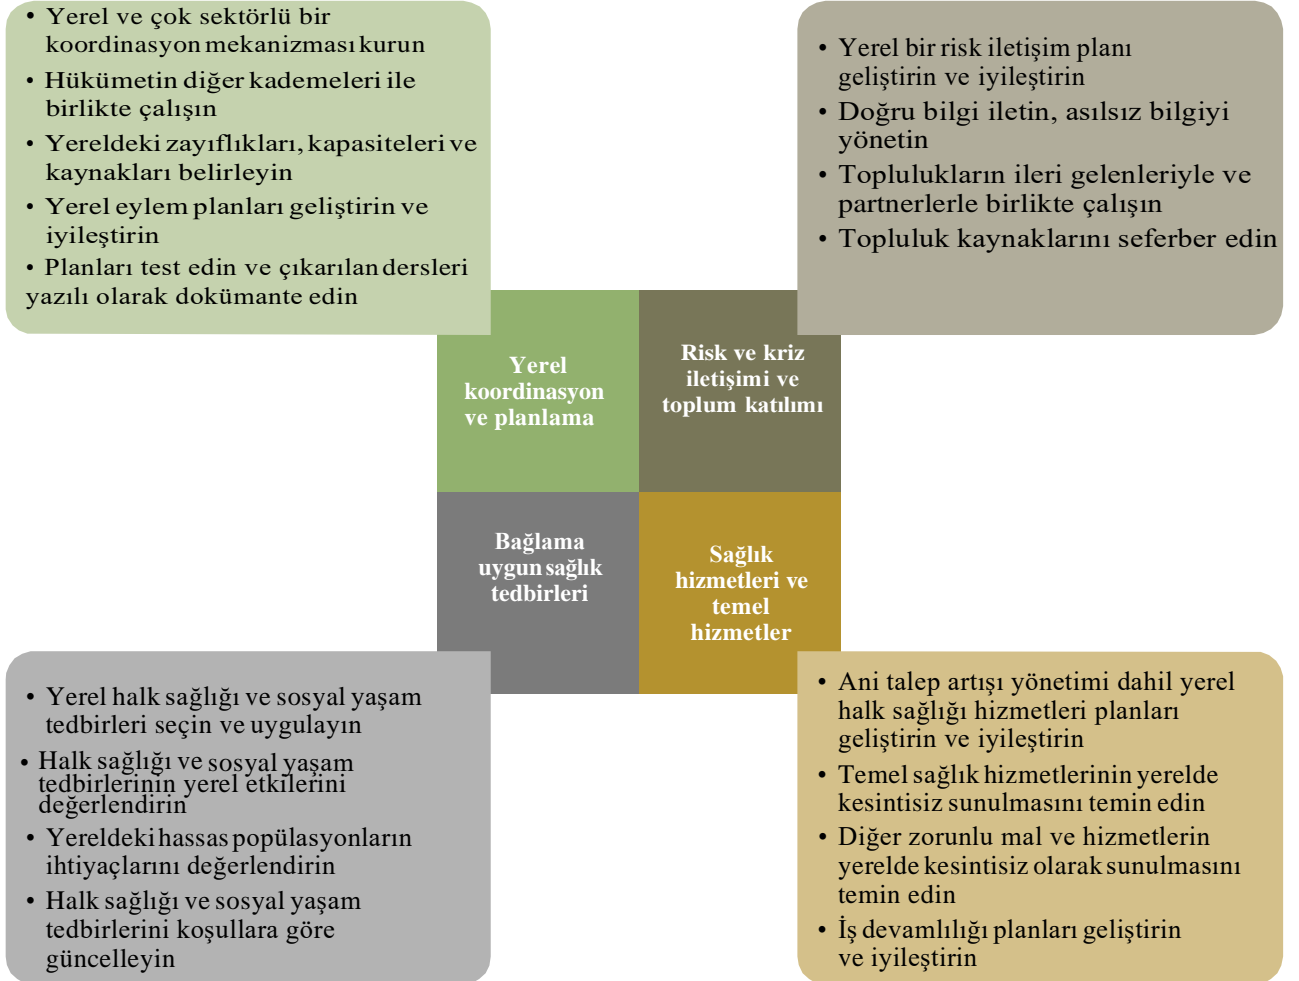 • Yerel ve çok sektörlü bir
koordinasyon mekanizması kurun
• Hükümetin diğer kademeleri ile
birlikte çalışın
• Yereldeki zayıflıkları, kapasiteleri ve
kaynakları belirleyin
• Yerel eylem planları geliştirin ve
iyileştirin
• Planları test edin ve çıkarılan dersleri
yazılı olarak dokümante edin
• Yerel bir risk iletişim planı
geliştirin ve iyileştirin
• Doğru bilgi iletin, asılsız bilgiyi
yönetin
• Toplulukların ileri gelenleriyle ve
partnerlerle birlikte çalışın
• Topluluk kaynaklarını seferber edin
Yerel
koordinasyon
ve planlama
Risk ve kriz
iletişimi ve
toplum katılımı
Bağlama
uygun sağlık
tedbirleri
Sağlık
hizmetleri ve
temel
hizmetler
• Yerel halk sağlığı ve sosyal yaşam
tedbirleri seçin ve uygulayın
• Halk sağlığı ve sosyal yaşam
tedbirlerinin yerel etkilerini
değerlendirin
• Yereldeki hassas popülasyonların
ihtiyaçlarını değerlendirin
• Halk sağlığı ve sosyal yaşam
tedbirlerini koşullara göre
güncelleyin
• Ani talep artışı yönetimi dahil yerel
halk sağlığı hizmetleri planları
geliştirin ve iyileştirin
• Temel sağlık hizmetlerinin yerelde
kesintisiz sunulmasını temin edin
• Diğer zorunlu mal ve hizmetlerin
yerelde kesintisiz olarak sunulmasını
temin edin
• İş devamlılığı planları geliştirin
ve iyileştirin